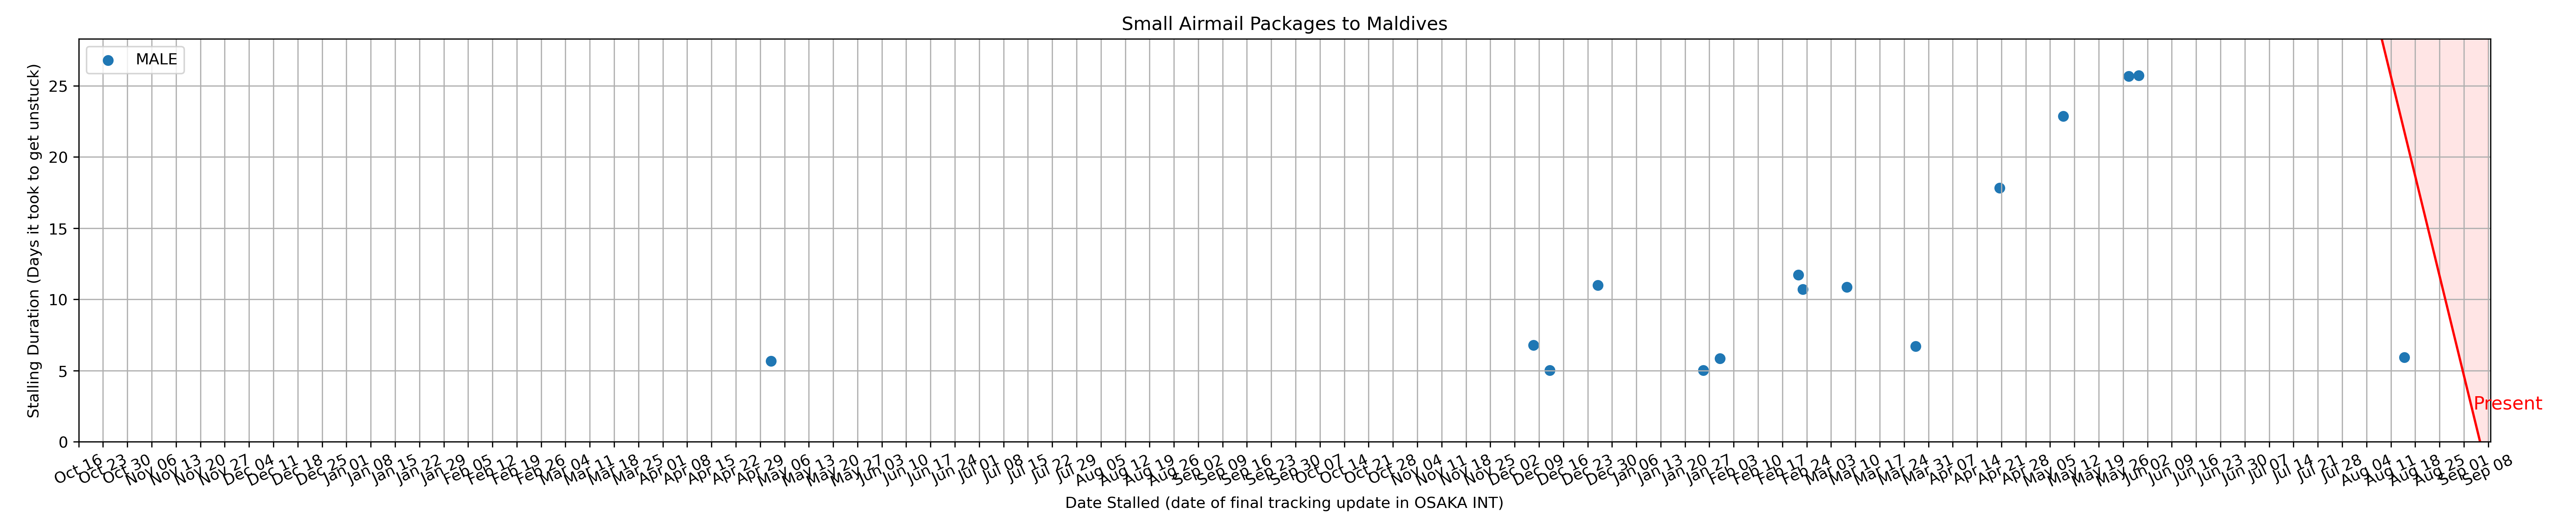 Small Airmail Packages to Maldives
MALE
Stalling Duration (Days it took to get unstuck)
25
20
15
10
5
0
Present
Oct 16
Oct 23
Oct 30
Nov 06
Nov 13
Nov 20
Nov 27
Dec 04
Dec 11
Dec 18
Dec 25
Jan 01
Jan 08
Jan 15
Jan 22
Jan 29
Feb 05
Feb 12
Feb 19
Feb 26
Mar 04
Mar 11
Mar 18
Mar 25
Apr 01
Apr 08
Apr 15
Apr 22
Apr 29
May 06
May 13
May 20
May 27
Jun 03
Jun 10
Jun 17
Jun 24
Jul 01
Jul 08
Jul 15
Jul 22
Jul 29
Aug 05
Aug 12
Aug 19
Aug 26
Sep 02
Sep 09
Sep 16
Sep 23
Sep 30
Oct 07
Oct 14
Oct 21
Oct 28
Nov 04
Nov 11
Nov 18
Nov 25
Dec 02
Dec 09
Dec 16
Dec 23
Dec 30
Jan 06
Jan 13
Jan 20
Jan 27
Feb 03
Feb 10
Feb 17
Feb 24
Mar 03
Mar 10
Mar 17
Mar 24
Mar 31
Apr 07
Apr 14
Apr 21
Apr 28
May 05
May 12
May 19
May 26
Jun 02
Jun 09
Jun 16
Jun 23
Jun 30
Jul 07
Jul 14
Jul 21
Jul 28
Aug 04
Aug 11
Aug 18
Aug 25
Sep 01
Sep 08
Date Stalled (date of final tracking update in OSAKA INT)